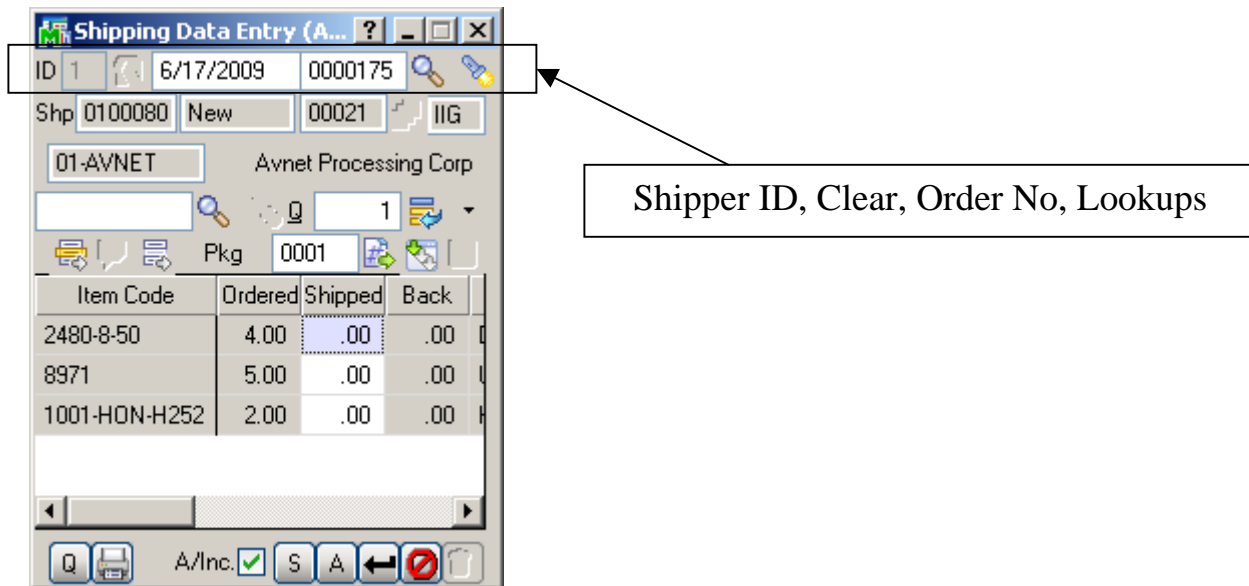 Shipping Data Entry (A... ?
ID 1 6/17/2009 0000175
Shp 0100080 New 00021 IIG
01-AVNET Avnet Processing Corp
Shipper ID, Clear, Order No, Lookups
Q 1
Pkg 0001 #
Item Code Ordered Shipped Back
2480-8-50 4.00 .00 .00
8971 5.00 .00 .00
1001-HON-H252 2.00 .00 .00
Q A/Inc. S A